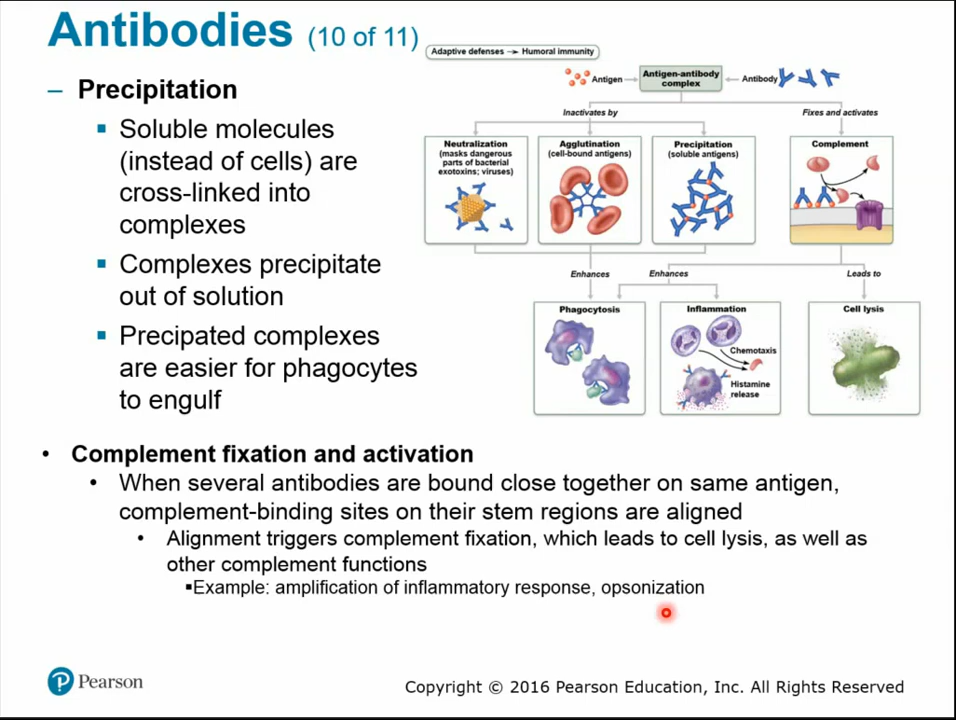 Antibodies (10 of 11)
– Precipitation
▪ Soluble molecules
(instead of cells) are
cross-linked into
complexes
▪ Complexes precipitate
out of solution
▪ Precipated complexes
are easier for phagocytes
to engulf
Adaptive defenses → Humoral immunity
Antigen
Antigen-antibody
complex
Antibody
Inactivates by
Fixes and activates
Neutralization
(masks dangerous
parts of bacterial
exotoxins; viruses)
Agglutination
(cell-bound antigens)
Precipitation
(soluble antigens)
Complement
Enhances
Enhances
Leads to
Phagocytosis
Inflammation
Chemotaxis
Histamine
release
Cell lysis
• Complement fixation and activation
• When several antibodies are bound close together on same antigen,
complement-binding sites on their stem regions are aligned
• Alignment triggers complement fixation, which leads to cell lysis, as well as
other complement functions
▪Example: amplification of inflammatory response, opsonization
P Pearson
Copyright © 2016 Pearson Education, Inc. All Rights Reserved